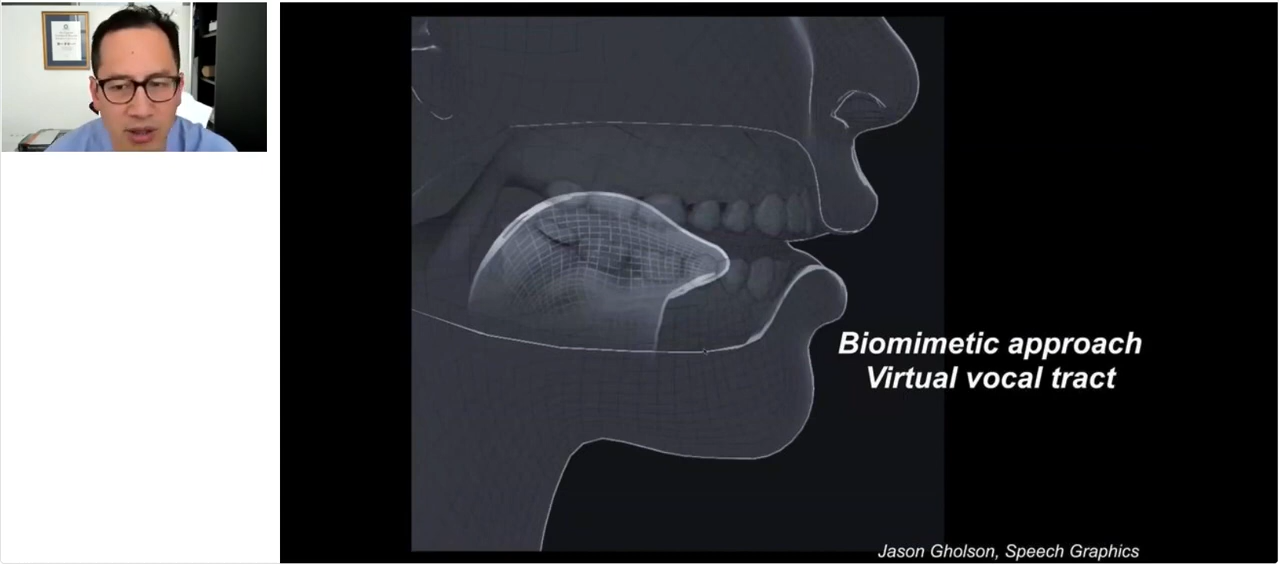 Biomimetic approach
Virtual vocal tract
Jason Gholson, Speech Graphics